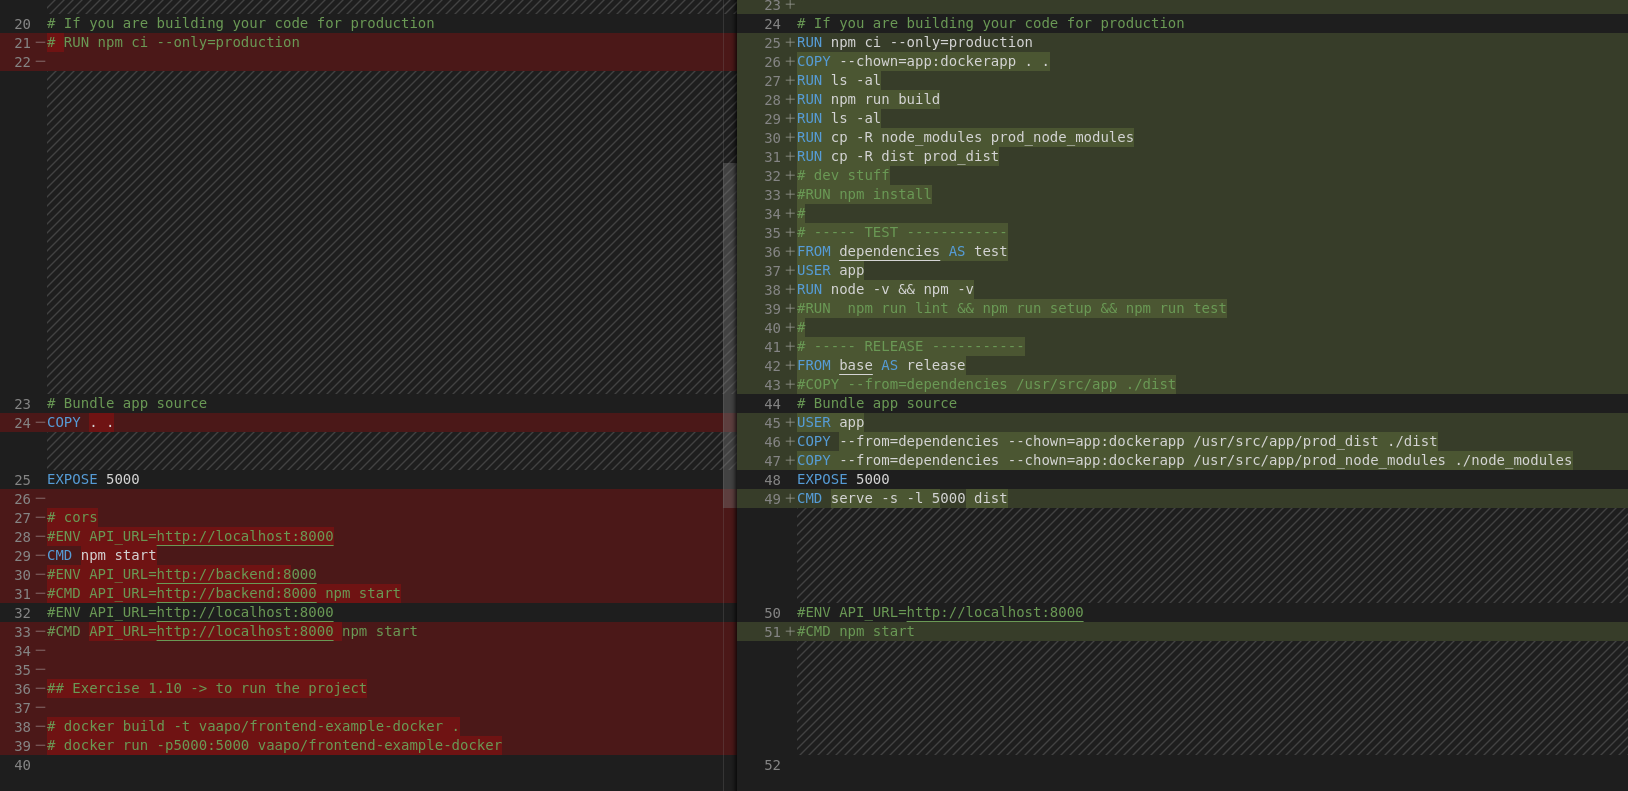 20 # If you are building your code for production
21 —# RUN npm ci --only=production
22 —
23 # Bundle app source
24 —COPY . .
25 EXPOSE 5000
26 —
27 —# cors
28 —#ENV API_URL=http://localhost:8000
29 —CMD npm start
30 —#ENV API_URL=http://backend:8000
31 —#CMD API_URL=http://backend:8000 npm start
32 #ENV API_URL=http://localhost:8000
33 —#CMD API_URL=http://localhost:8000 npm start
34 —
35 —
36 —## Exercise 1.10 -> to run the project
37 —
38 —# docker build -t vaapo/frontend-example-docker .
39 —# docker run -p5000:5000 vaapo/frontend-example-docker
40
23 +
24 # If you are building your code for production
25 +RUN npm ci --only=production
26 +COPY --chown=app:dockerapp . .
27 +RUN ls -al
28 +RUN npm run build
29 +RUN ls -al
30 +RUN cp -R node_modules prod_node_modules
31 +RUN cp -R dist prod_dist
32 +# dev stuff
33 +#RUN npm install
34 +#
35 +# ----- TEST ------------
36 +FROM dependencies AS test
37 +USER app
38 +RUN node -v && npm -v
39 +#RUN  npm run lint && npm run setup && npm run test
40 +#
41 +# ----- RELEASE -----------
42 +FROM base AS release
43 +#COPY --from=dependencies /usr/src/app ./dist
44 # Bundle app source
45 +USER app
46 +COPY --from=dependencies --chown=app:dockerapp /usr/src/app/prod_dist ./dist
47 +COPY --from=dependencies --chown=app:dockerapp /usr/src/app/prod_node_modules ./node_modules
48 EXPOSE 5000
49 +CMD serve -s -l 5000 dist
50 #ENV API_URL=http://localhost:8000
51 +#CMD npm start
52